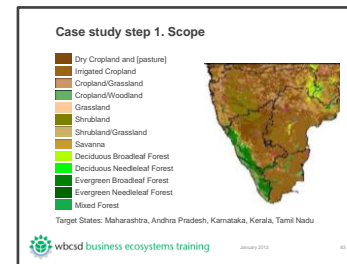 Case study step 1. Scope
Dry Cropland and [pasture]
Irrigated Cropland
Cropland/Grassland
Cropland/Woodland
Grassland
Shrubland
Shrubland/Grassland
Savanna
Deciduous Broadleaf Forest
Deciduous Needleleaf Forest
Evergreen Broadleaf Forest
Evergreen Needleleaf Forest
Mixed Forest
Target States: Maharashtra, Andhra Pradesh, Karnataka, Kerala, Tamil Nadu
wbcsd business ecosystems training
January 2012